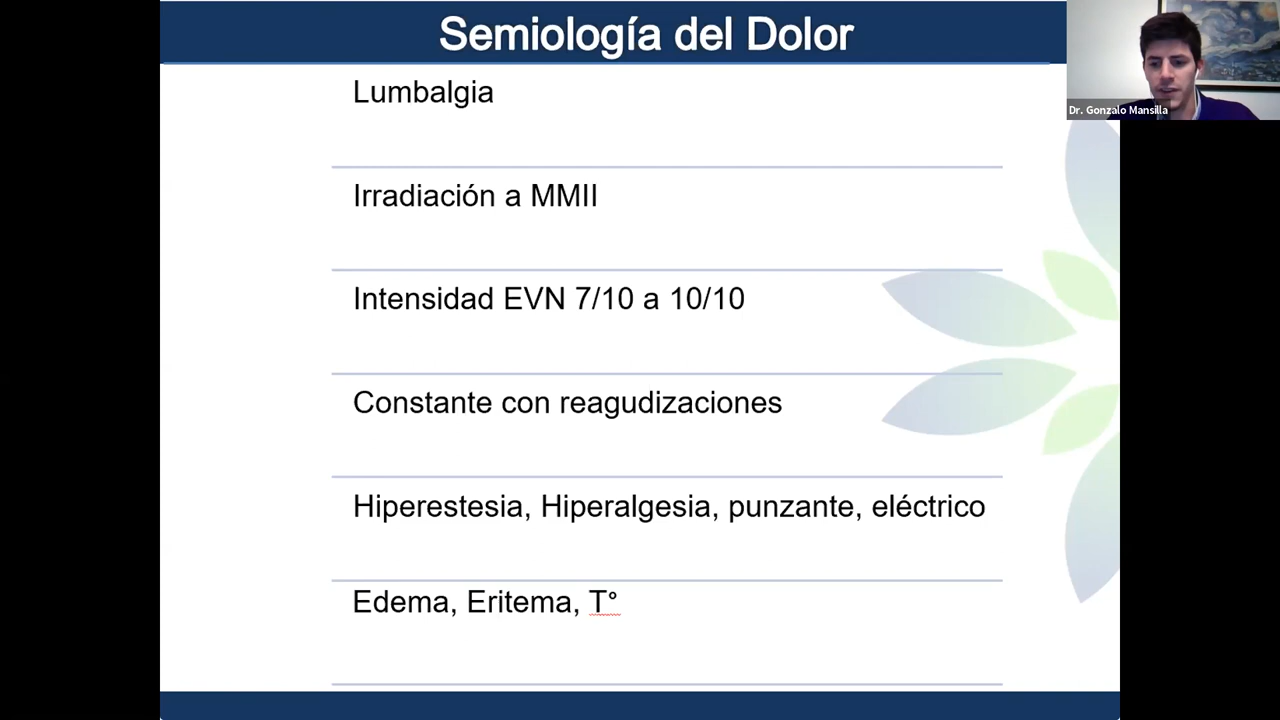 Semiología del Dolor
Dr. Gonzalo Mansilla
Lumbalgia
Irradiación a MMII
Intensidad EVN 7/10 a 10/10
Constante con reagudizaciones
Hiperestesia, Hiperalgesia, punzante, eléctrico
Edema, Eritema, T°